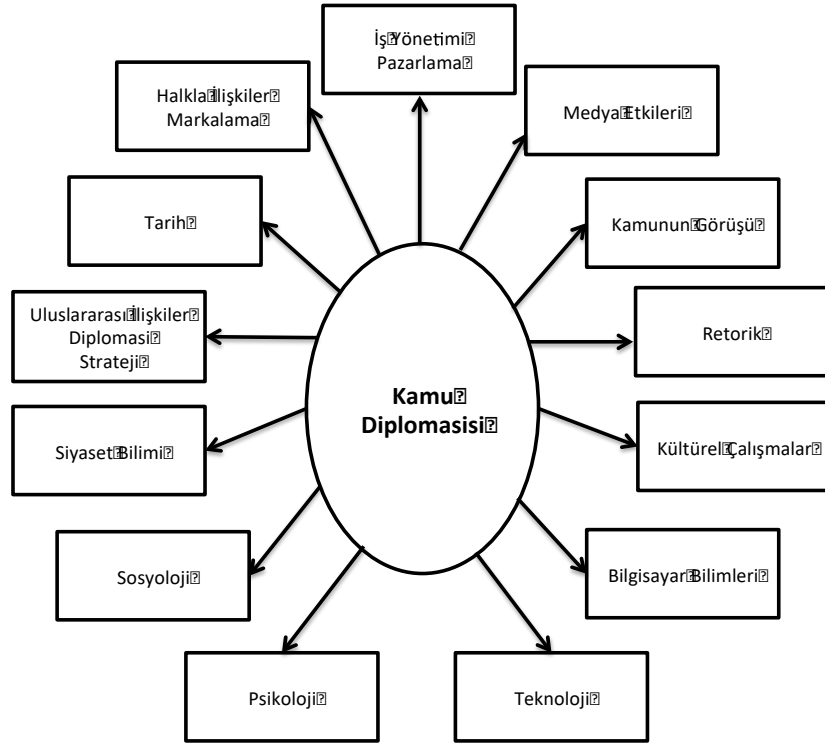 İş Yönetimi
Pazarlama
Halkla İlişkiler
Markalama
Medya Etkileri
Tarih
Kamunun Görüşü
Uluslararası İlişkiler
Diplomasi
Strateji
Retorik
Kamu
Diplomasisi
Siyaset Bilimi
Kültürel Çalışmalar
Sosyoloji
Bilgisayar Bilimleri
Psikoloji
Teknoloji